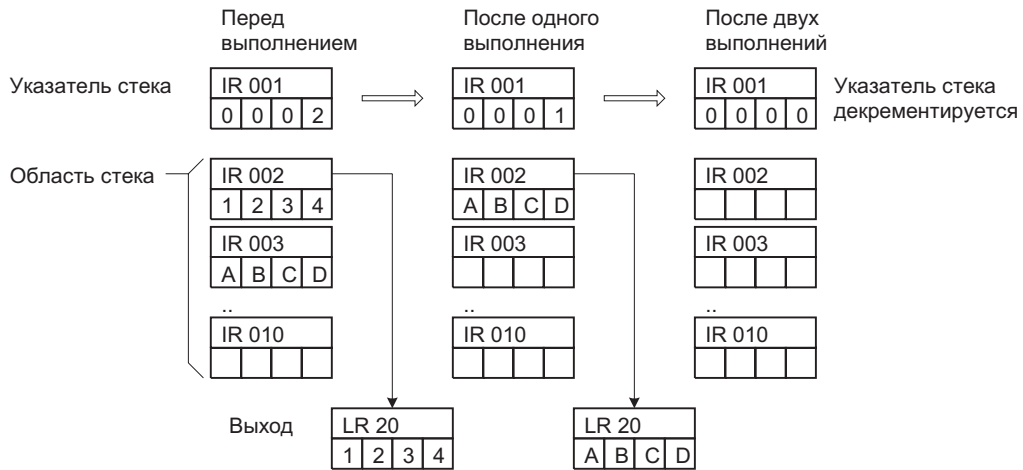 Перед
выполнением
После одного
выполнения
После двух
выполнений
Указатель стека
IR 001
0 0 0 2
IR 001
0 0 0 1
IR 001
0 0 0 0
Указатель стека
декрементируется
Область стека
IR 002
1 2 3 4
IR 002
A B C D
IR 002
IR 003
A B C D
IR 003
IR 003
..
..
..
IR 010
IR 010
IR 010
Выход
LR 20
1 2 3 4
LR 20
A B C D